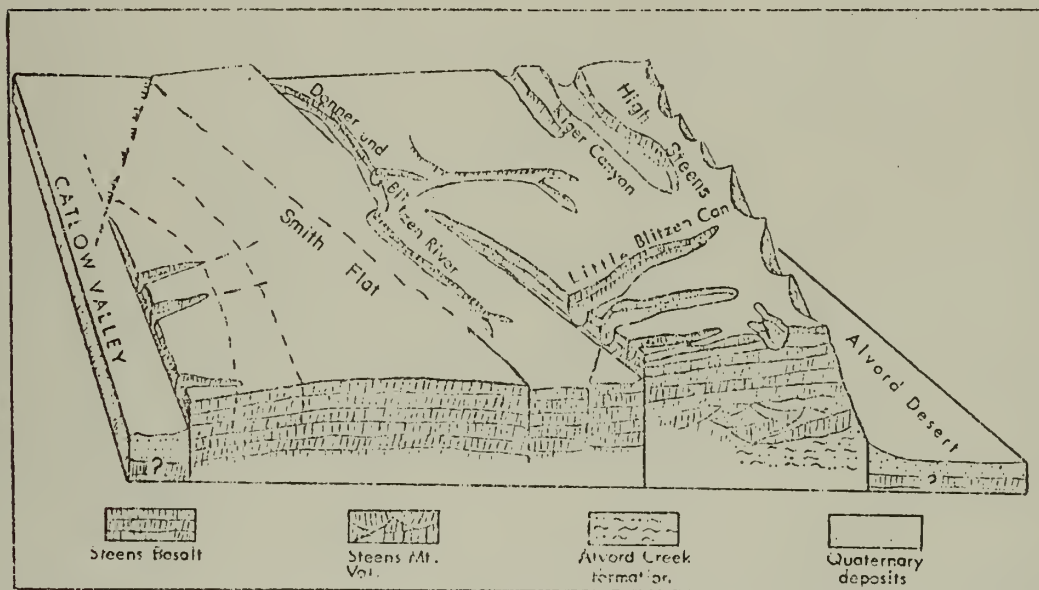 Donner und
Blitzen River
Kiger Canyon
High Steens
CATLOW VALLEY
Smith
Flat
Little Blitzen Can
Alvord Desert
?
?
Steens Basalt
Steens Mt.
Vol.
Alvord Creek
formation
Quaternary
deposits